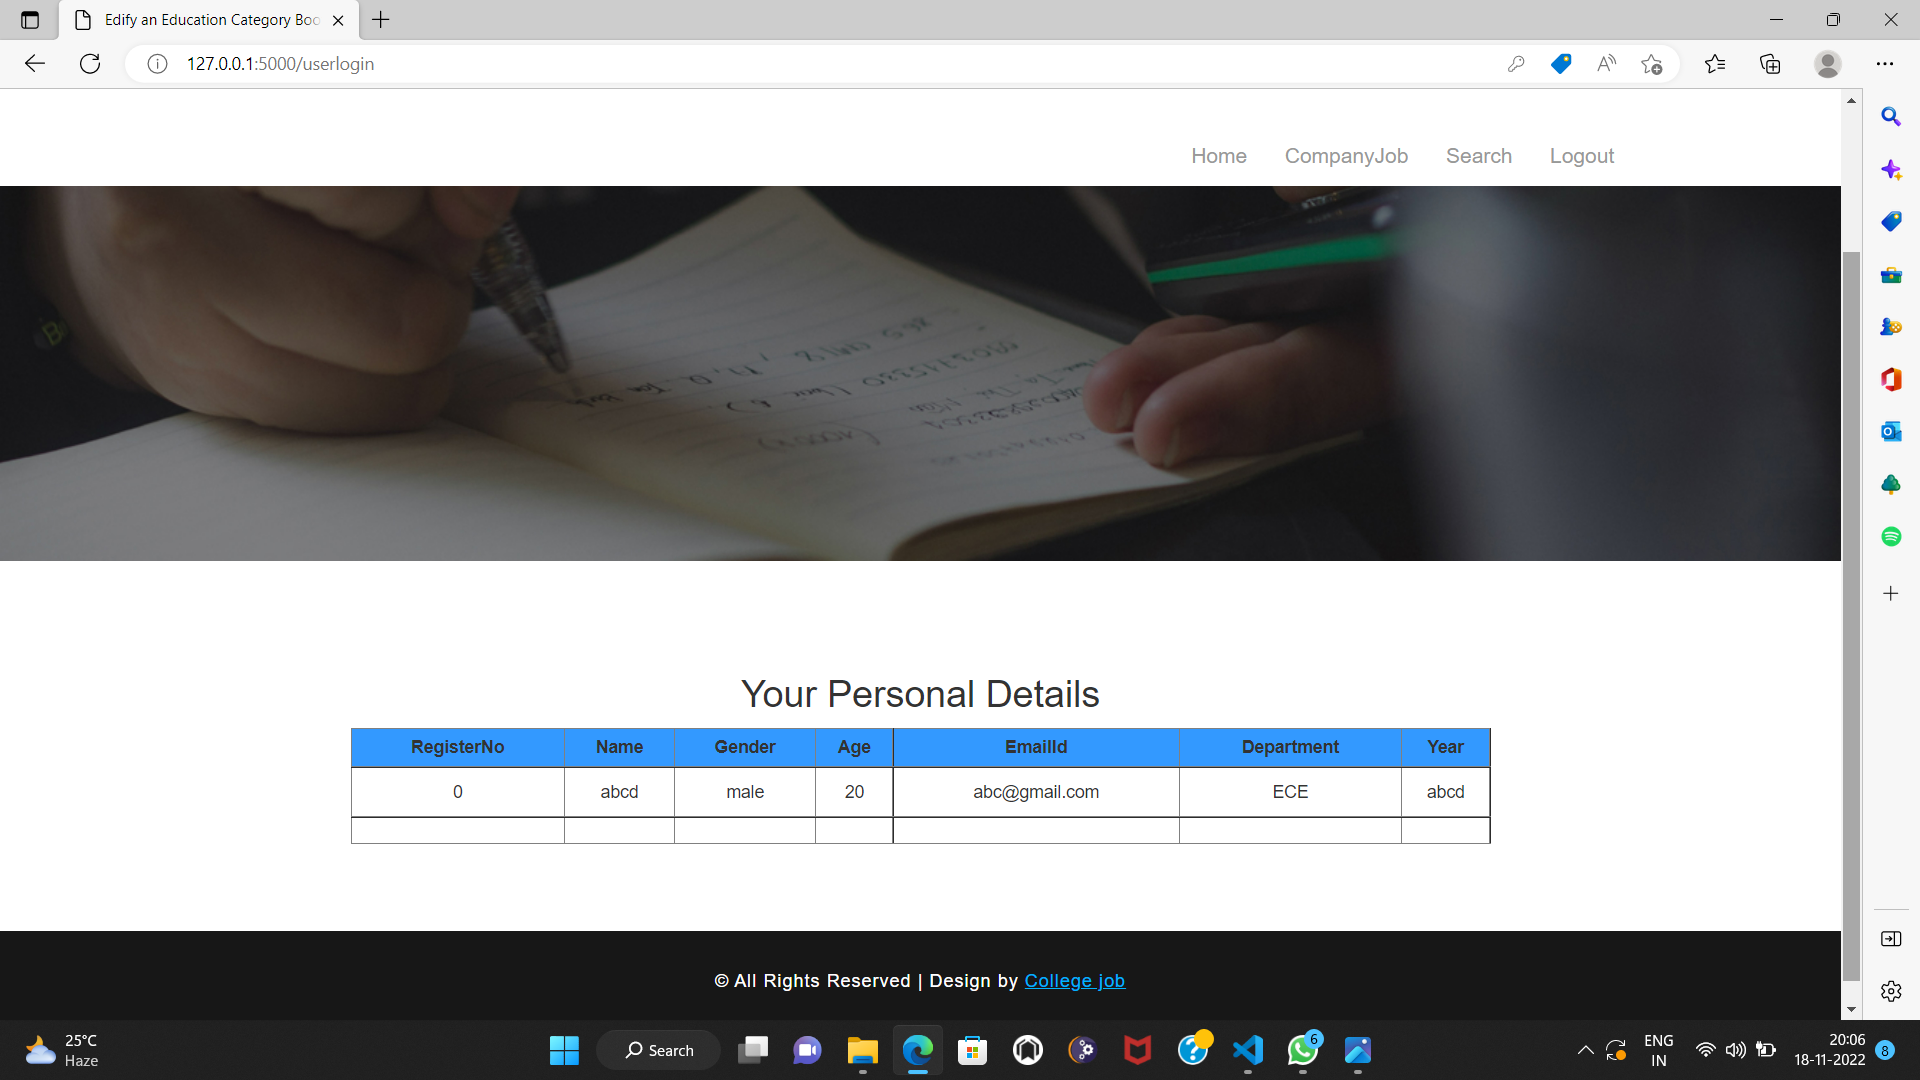 Edify an Education Category Boo
127.0.0.1:5000/userlogin
Home CompanyJob Search Logout
Your Personal Details
RegisterNo Name Gender Age EmailId Department Year
0 abcd male 20 abc@gmail.com ECE abcd
© All Rights Reserved | Design by College job
25°C
Haze
Search
6
ENG
IN
20:06
18-11-2022
8